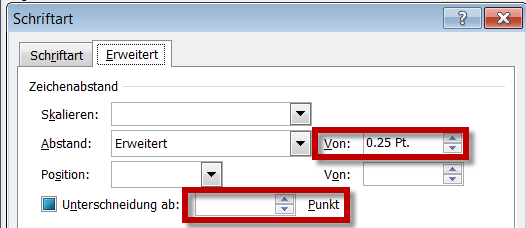 Schriftart
Schriftart Erweitert
Zeichenabstand
Skalieren:
Abstand: Erweitert Von: 0.25 Pt.
Position: Von:
Unterschneidung ab: Punkt